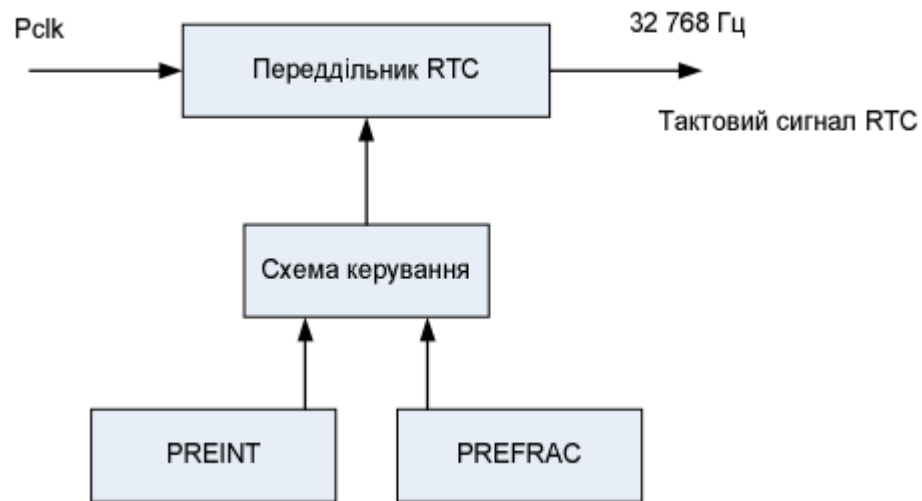 Pclk
32 768 Гц
Переддільник RTC
Тактовий сигнал RTC
Схема керування
PREINT
PREFRAC